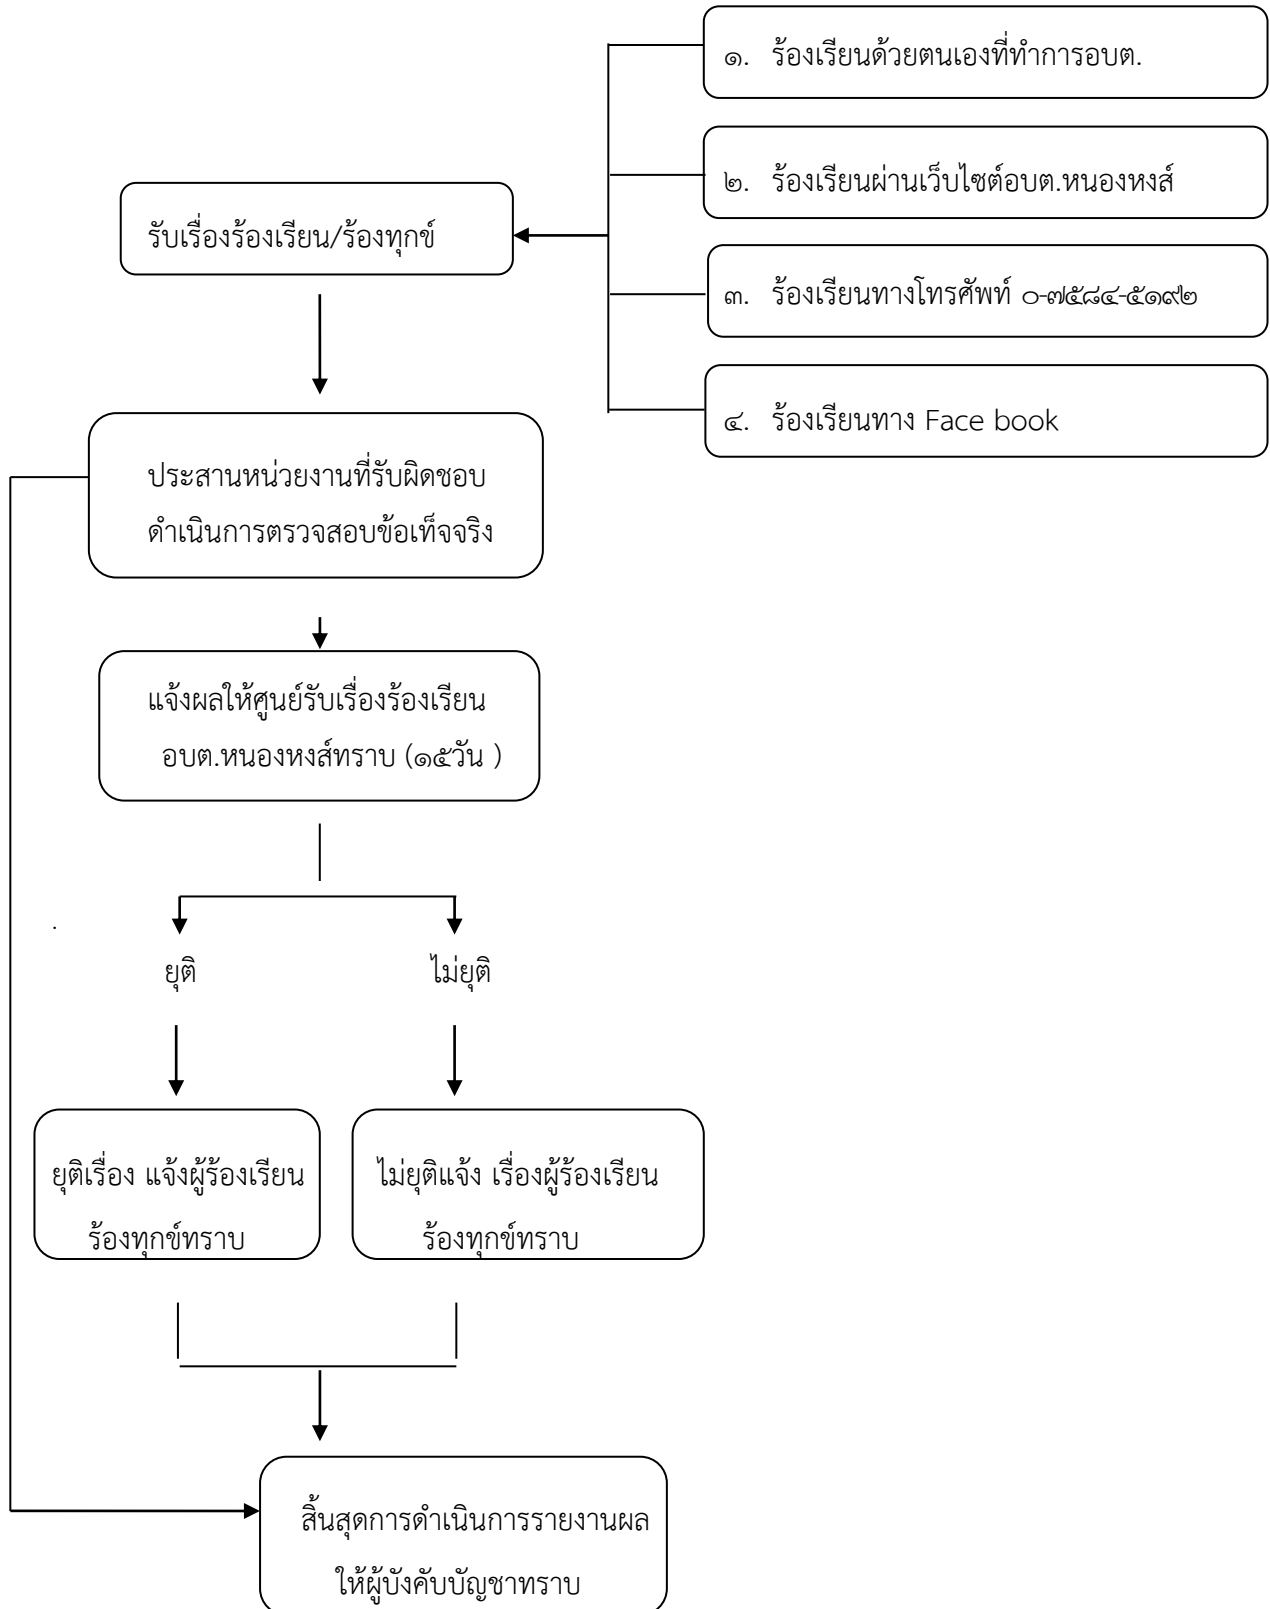 ๑. ร้องเรียนด้วยตนเองที่ทำการอบต.
๒. ร้องเรียนผ่านเว็บไซต์อบต.หนองหงส์
รับเรื่องร้องเรียน/ร้องทุกข์
๓. ร้องเรียนทางโทรศัพท์ ๐-๗๕๘๔-๕๑๙๒
๔. ร้องเรียนทาง Face book
ประสานหน่วยงานที่รับผิดชอบ
ดำเนินการตรวจสอบข้อเท็จจริง
แจ้งผลให้ศูนย์รับเรื่องร้องเรียน
อบต.หนองหงส์ทราบ (๑๕วัน )
ยุติ
ไม่ยุติ
ยุติเรื่อง แจ้งผู้ร้องเรียน
ร้องทุกข์ทราบ
ไม่ยุติแจ้ง เรื่องผู้ร้องเรียน
ร้องทุกข์ทราบ
สิ้นสุดการดำเนินการรายงานผล
ให้ผู้บังคับบัญชาทราบ